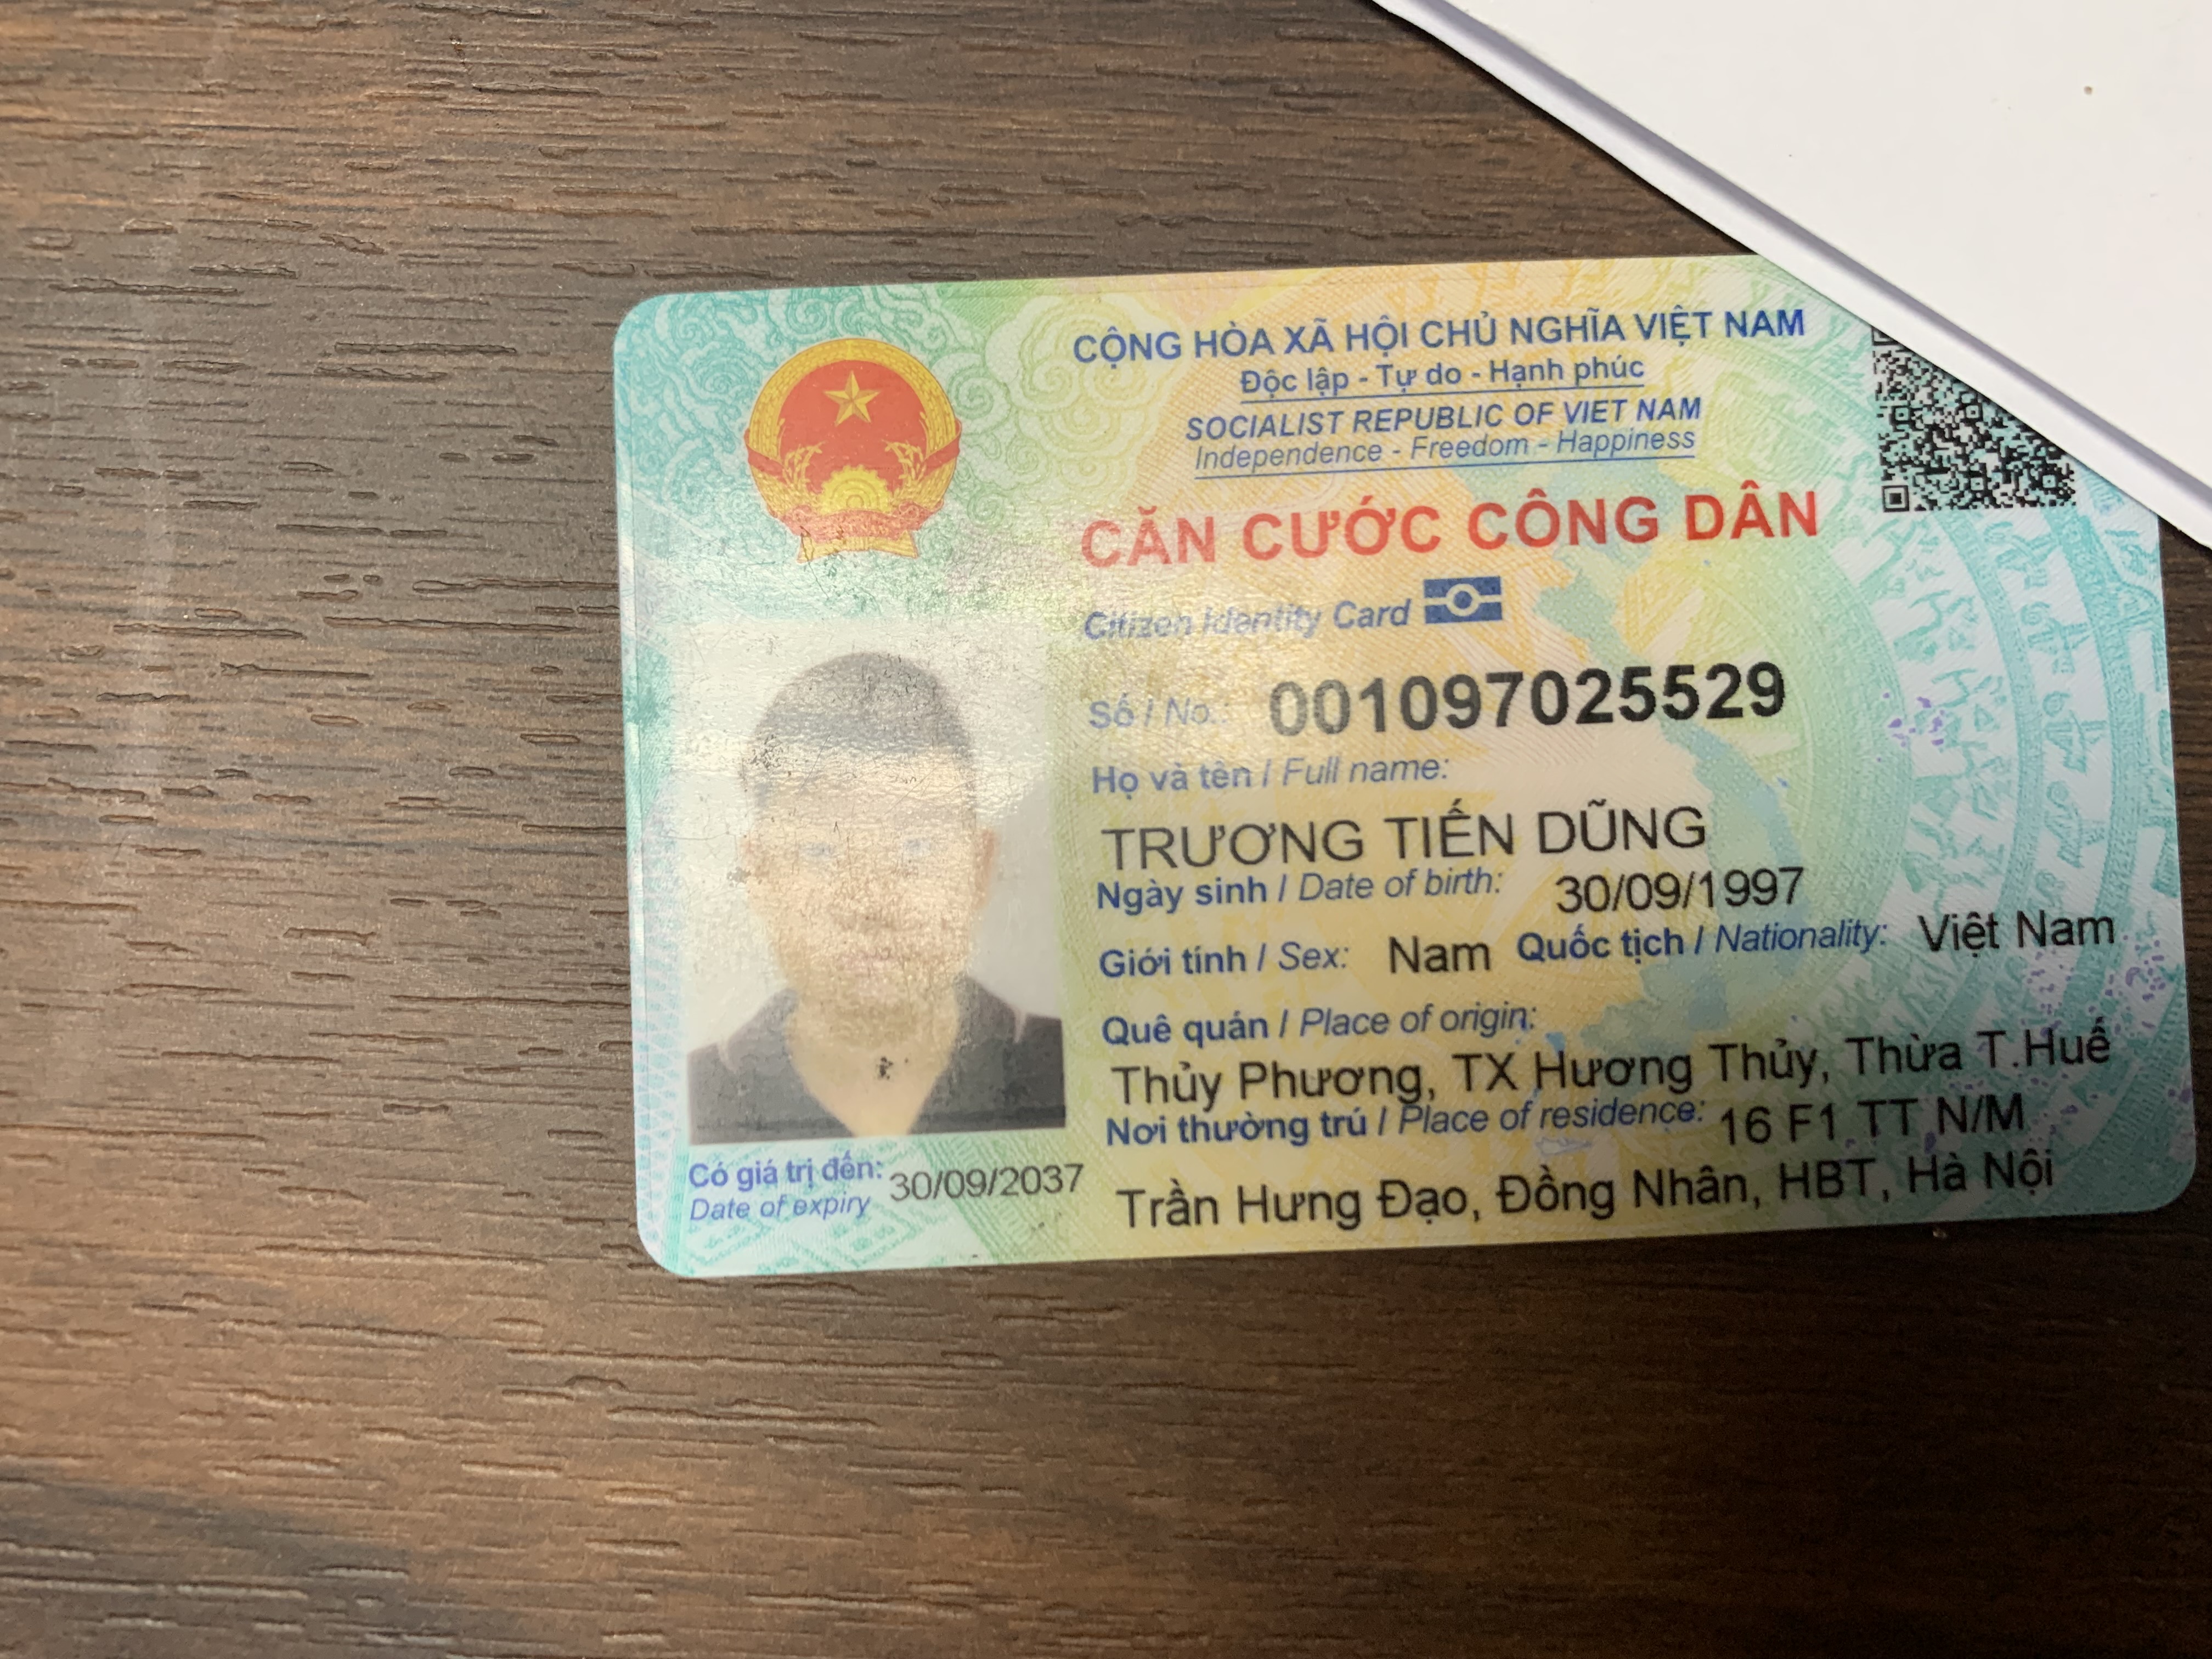 CỘNG HÒA XÃ HỘI CHỦ NGHĨA VIỆT NAM
Độc lập - Tự do - Hạnh phúc
SOCIALIST REPUBLIC OF VIET NAM
Independence - Freedom - Happiness
CĂN CƯỚC CÔNG DÂN
Citizen Identity Card
Số / No.: 001097025529
Họ và tên / Full name:
TRƯƠNG TIẾN DŨNG
Ngày sinh / Date of birth: 30/09/1997
Giới tính / Sex: Nam Quốc tịch / Nationality: Việt Nam
Quê quán / Place of origin:
Thủy Phương, TX Hương Thủy, Thừa T.Huế
Nơi thường trú / Place of residence: 16 F1 TT N/M
Trần Hưng Đạo, Đồng Nhân, HBT, Hà Nội
Có giá trị đến: 30/09/2037
Date of expiry